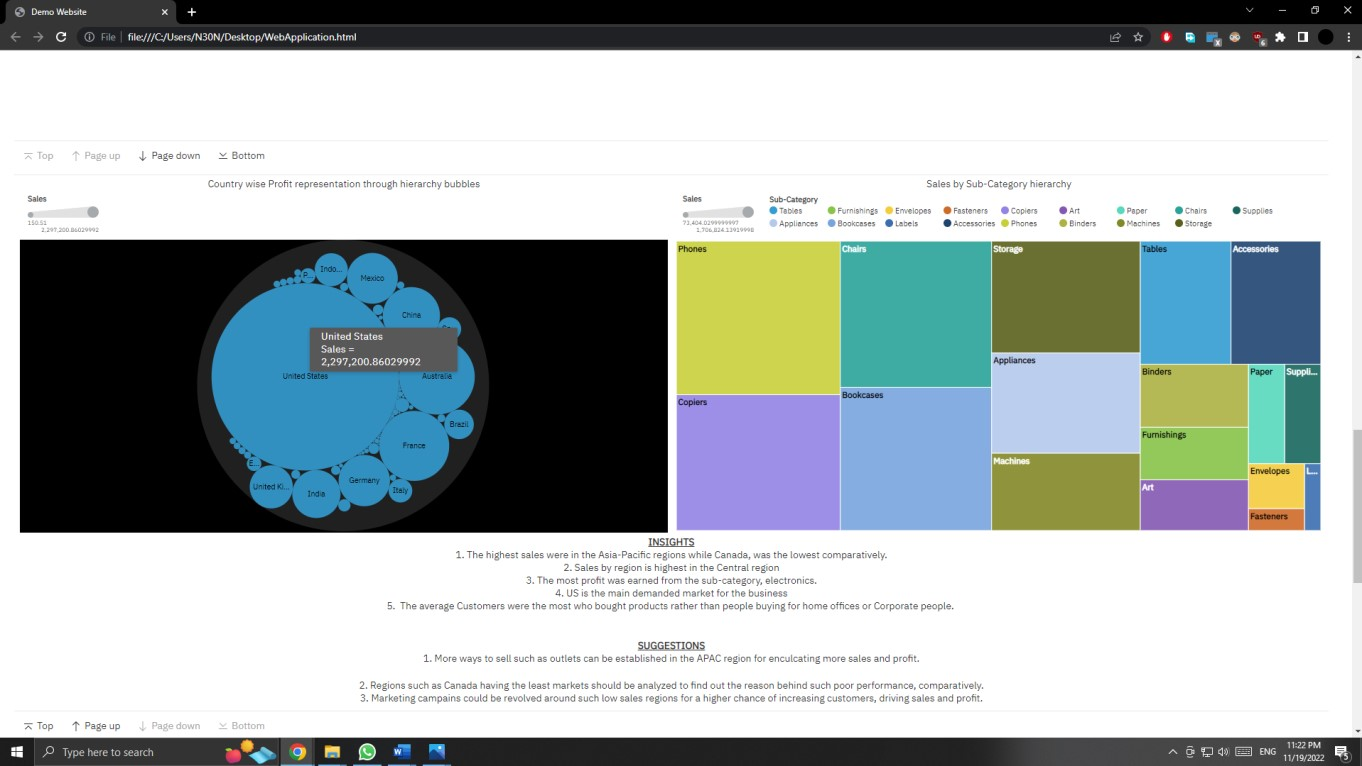 Demo Website
File
file:///C:/Users/N30N/Desktop/WebApplication.html
Top Page up Page down Bottom
Country wise Profit representation through hierarchy bubbles
Sales
150.51
2,297,200.86029992
P...
Indo...
Mexico
China
United States
Sales =
2,297,200.86029992
United States
Australia
Brazil
France
E...
United Ki...
India
Germany
Italy
Sales by Sub-Category hierarchy
Sales
73,404.0299999997
1,706,824.13919998
Sub-Category
Tables Furnishings Envelopes Fasteners Copiers Art Paper Chairs Supplies
Appliances Bookcases Labels Accessories Phones Binders Machines Storage
Phones
Chairs
Storage
Tables
Accessories
Appliances
Binders
Paper
Suppli...
Bookcases
Copiers
Furnishings
Machines
Envelopes
L...
Art
Fasteners
INSIGHTS
1. The highest sales were in the Asia-Pacific regions while Canada, was the lowest comparatively.
2. Sales by region is highest in the Central region
3. The most profit was earned from the sub-category, electronics.
4. US is the main demanded market for the business
5. The average Customers were the most who bought products rather than people buying for home offices or Corporate people.
SUGGESTIONS
1. More ways to sell such as outlets can be established in the APAC region for enculcating more sales and profit.
2. Regions such as Canada having the least markets should be analyzed to find out the reason behind such poor performance, comparatively.
3. Marketing campains could be revolved around such low sales regions for a higher chance of increasing customers, driving sales and profit.
Top Page up Page down Bottom
Type here to search
ENG
11:22 PM
11/19/2022
5